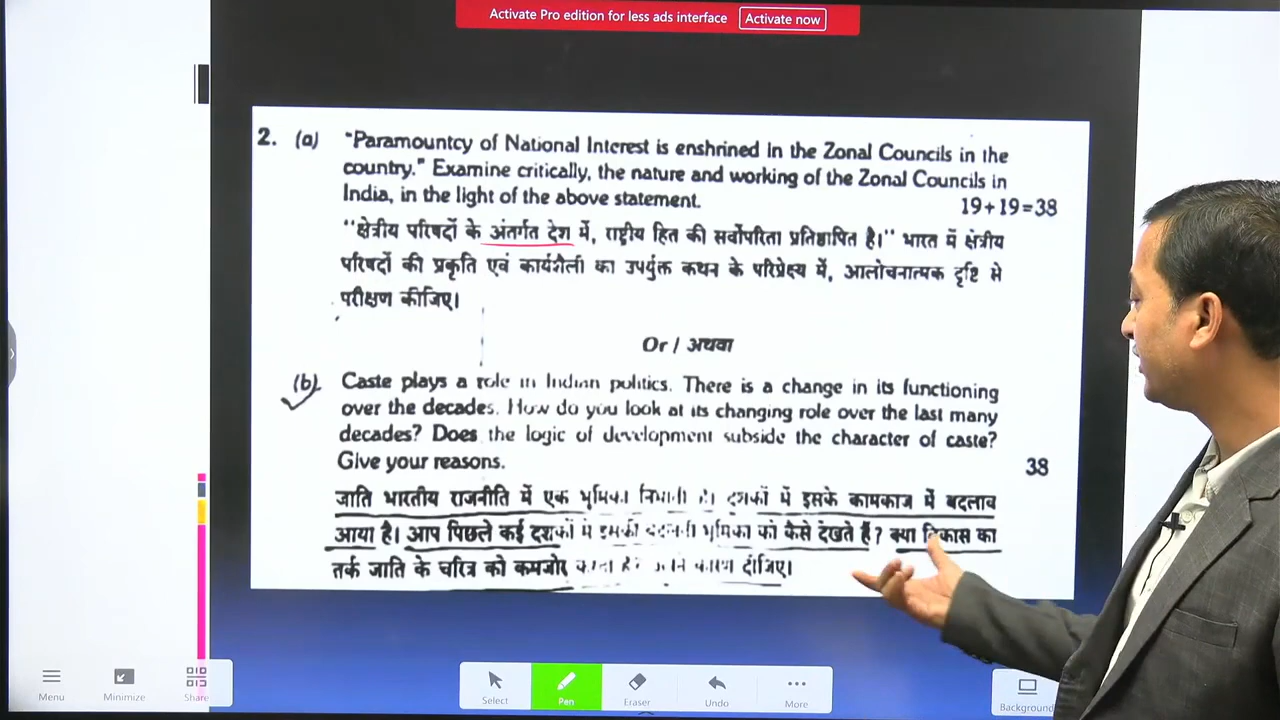 Activate Pro edition for less ads interface Activate now
2. (a) "Paramountcy of National Interest is enshrined in the Zonal Councils in the
country." Examine critically, the nature and working of the Zonal Councils in
India, in the light of the above statement. 19+19=38
"क्षेत्रीय परिषदों के अंतर्गत देश में, राष्ट्रीय हित की सर्वोपरिता प्रतिष्ठापित है।" भारत में क्षेत्रीय
परिषदों की प्रकृति एवं कार्यशैली का उपर्युक्त कथन के परिप्रेक्ष्य में, आलोचनात्मक दृष्टि से
परीक्षण कीजिए।
Or / अथवा
(b) Caste plays a role in Indian politics. There is a change in its functioning
over the decades. How do you look at its changing role over the last many
decades? Does the logic of development subside the character of caste?
Give your reasons. 38
जाति भारतीय राजनीति में एक भूमिका निभाती है। दशकों में इसके कामकाज में बदलाव
आया है। आप पिछले कई दशकों में इसकी बदलती भूमिका को कैसे देखते हैं? क्या विकास का
तर्क जाति के चरित्र को कमजोर करता है? अपने कारण दीजिए।
Menu Minimize Share Select Pen Eraser Undo More Background